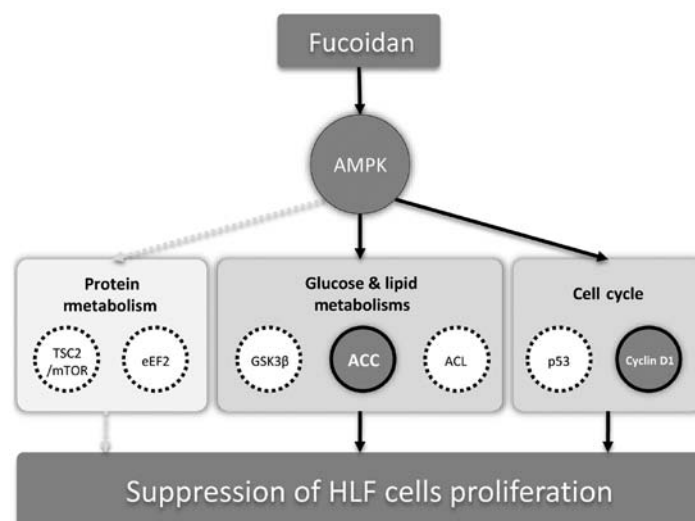 Fucoidan
AMPK
Protein
metabolism
TSC2
/mTOR
eEF2
Glucose & lipid
metabolisms
GSK3β
ACC
ACL
Cell cycle
p53
Cyclin D1
Suppression of HLF cells proliferation